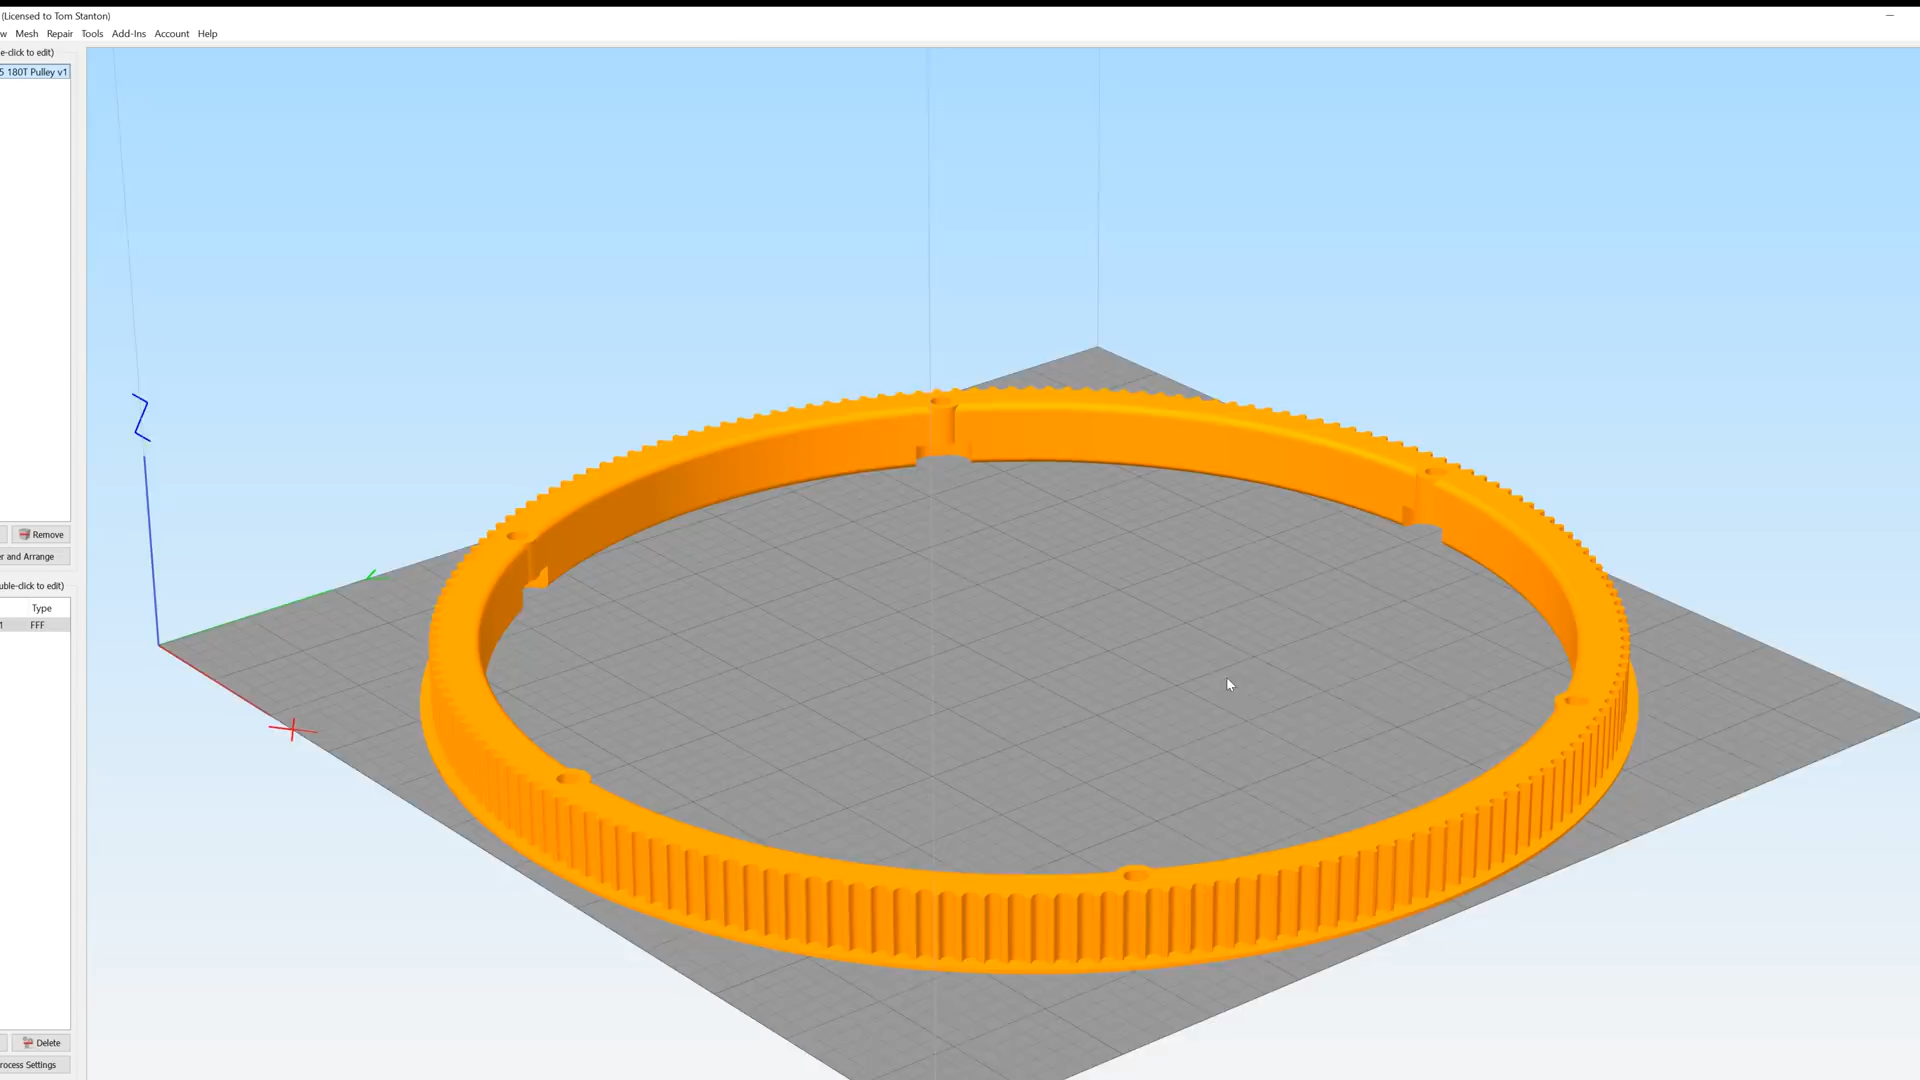 (Licensed to Tom Stanton)
w Mesh Repair Tools Add-Ins Account Help
e-click to edit)
5 180T Pulley v1
Remove
er and Arrange
uble-click to edit)
Type
1 FFF
Delete
rocess Settings